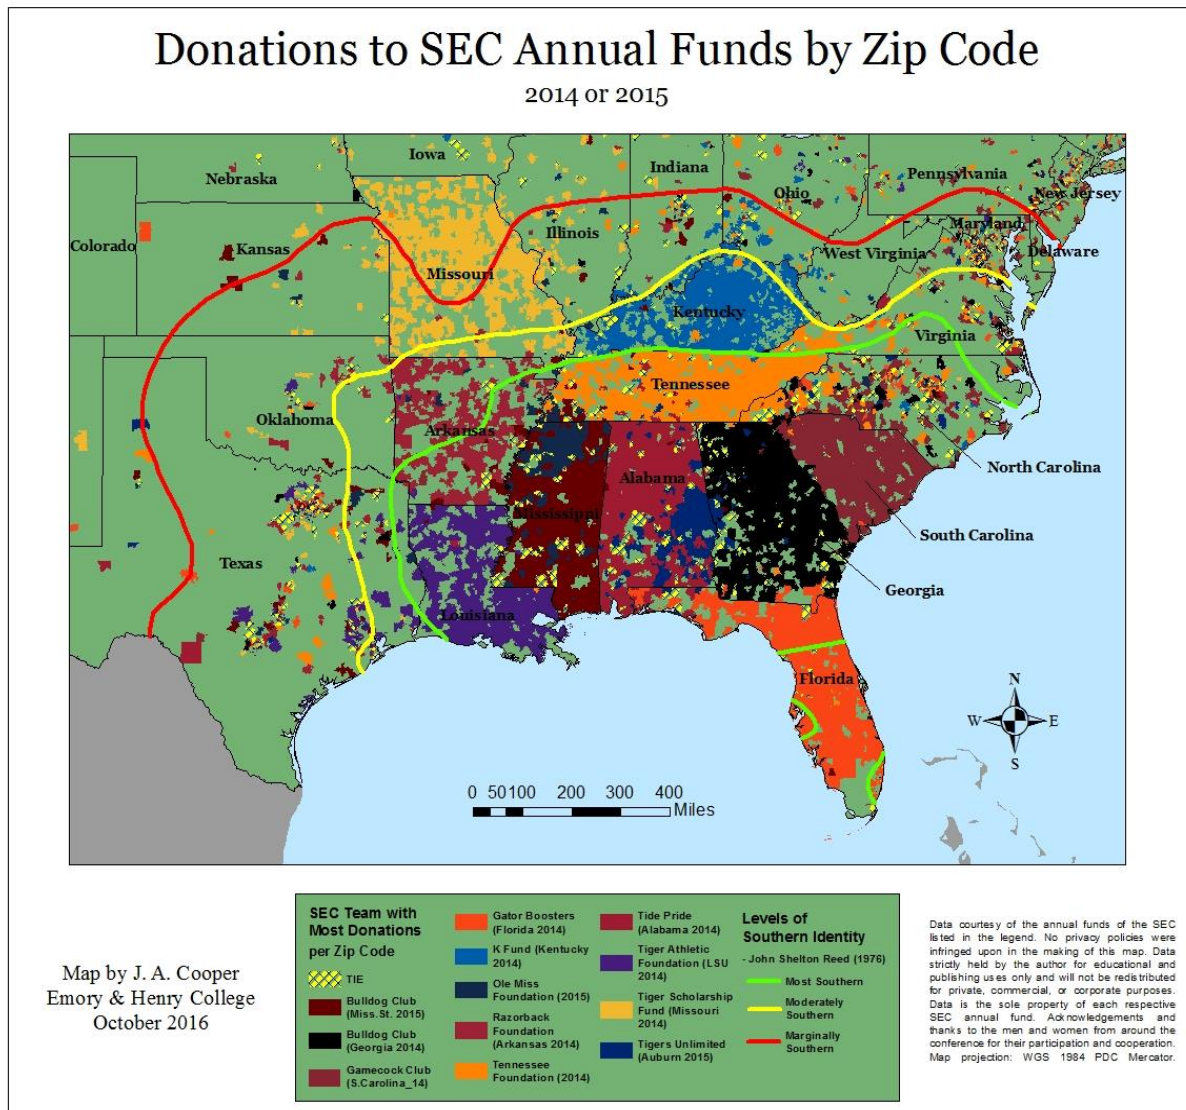 Donations to SEC Annual Funds by Zip Code
2014 or 2015
Iowa
Nebraska
Indiana
Ohio
Pennsylvania
New Jersey
Colorado
Kansas
Illinois
Maryland
West Virginia
Delaware
Missouri
Kentucky
Virginia
Tennessee
Oklahoma
Arkansas
North Carolina
Alabama
Mississippi
South Carolina
Texas
Georgia
Louisiana
Florida
N
W
E
S
0 50 100 200 300 400
Miles
Map by J. A. Cooper
Emory & Henry College
October 2016
SEC Team with
Most Donations
per Zip Code
TIE
Bulldog Club
(Miss.St. 2015)
Bulldog Club
(Georgia 2014)
Gamecock Club
(S.Carolina_14)
Gator Boosters
(Florida 2014)
K Fund (Kentucky
2014)
Ole Miss
Foundation (2015)
Razorback
Foundation
(Arkansas 2014)
Tennessee
Foundation (2014)
Tide Pride
(Alabama 2014)
Tiger Athletic
Foundation (LSU
2014)
Tiger Scholarship
Fund (Missouri
2014)
Tigers Unlimited
(Auburn 2015)
Levels of
Southern Identity
- John Shelton Reed (1976)
Most Southern
Moderately
Southern
Marginally
Southern
Data courtesy of the annual funds of the SEC
listed in the legend. No privacy policies were
infringed upon in the making of this map. Data
strictly held by the author for educational and
publishing uses only and will not be redistributed
for private, commercial, or corporate purposes.
Data is the sole property of each respective
SEC annual fund. Acknowledgements and
thanks to the men and women from around the
conference for their participation and cooperation.
Map projection: WGS 1984 PDC Mercator.